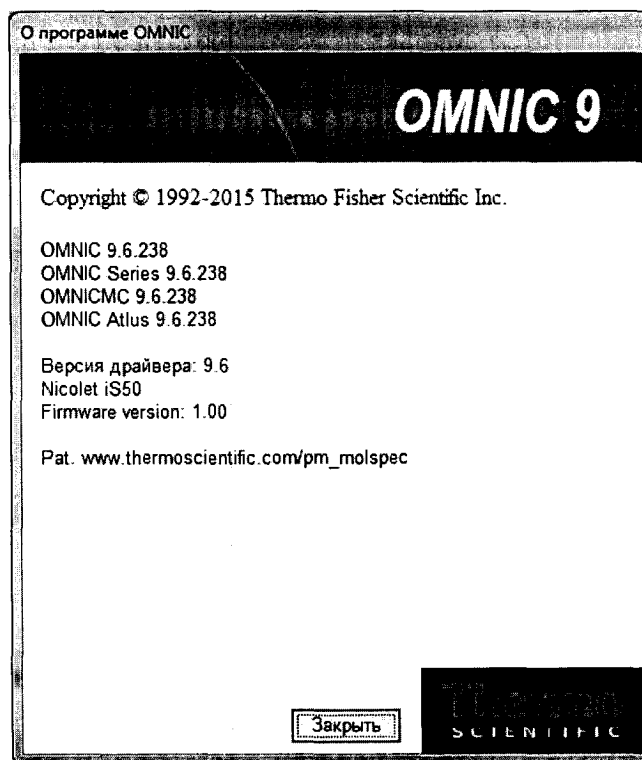 О программе OMNIC
OMNIC 9
Copyright © 1992-2015 Thermo Fisher Scientific Inc.
OMNIC 9.6.238
OMNIC Series 9.6.238
OMNICMC 9.6.238
OMNIC Atlus 9.6.238
Версия драйвера: 9.6
Nicolet iS50
Firmware version: 1.00
Pat. www.thermoscientific.com/pm_molspec
Закрыть
SCIENTIFIC